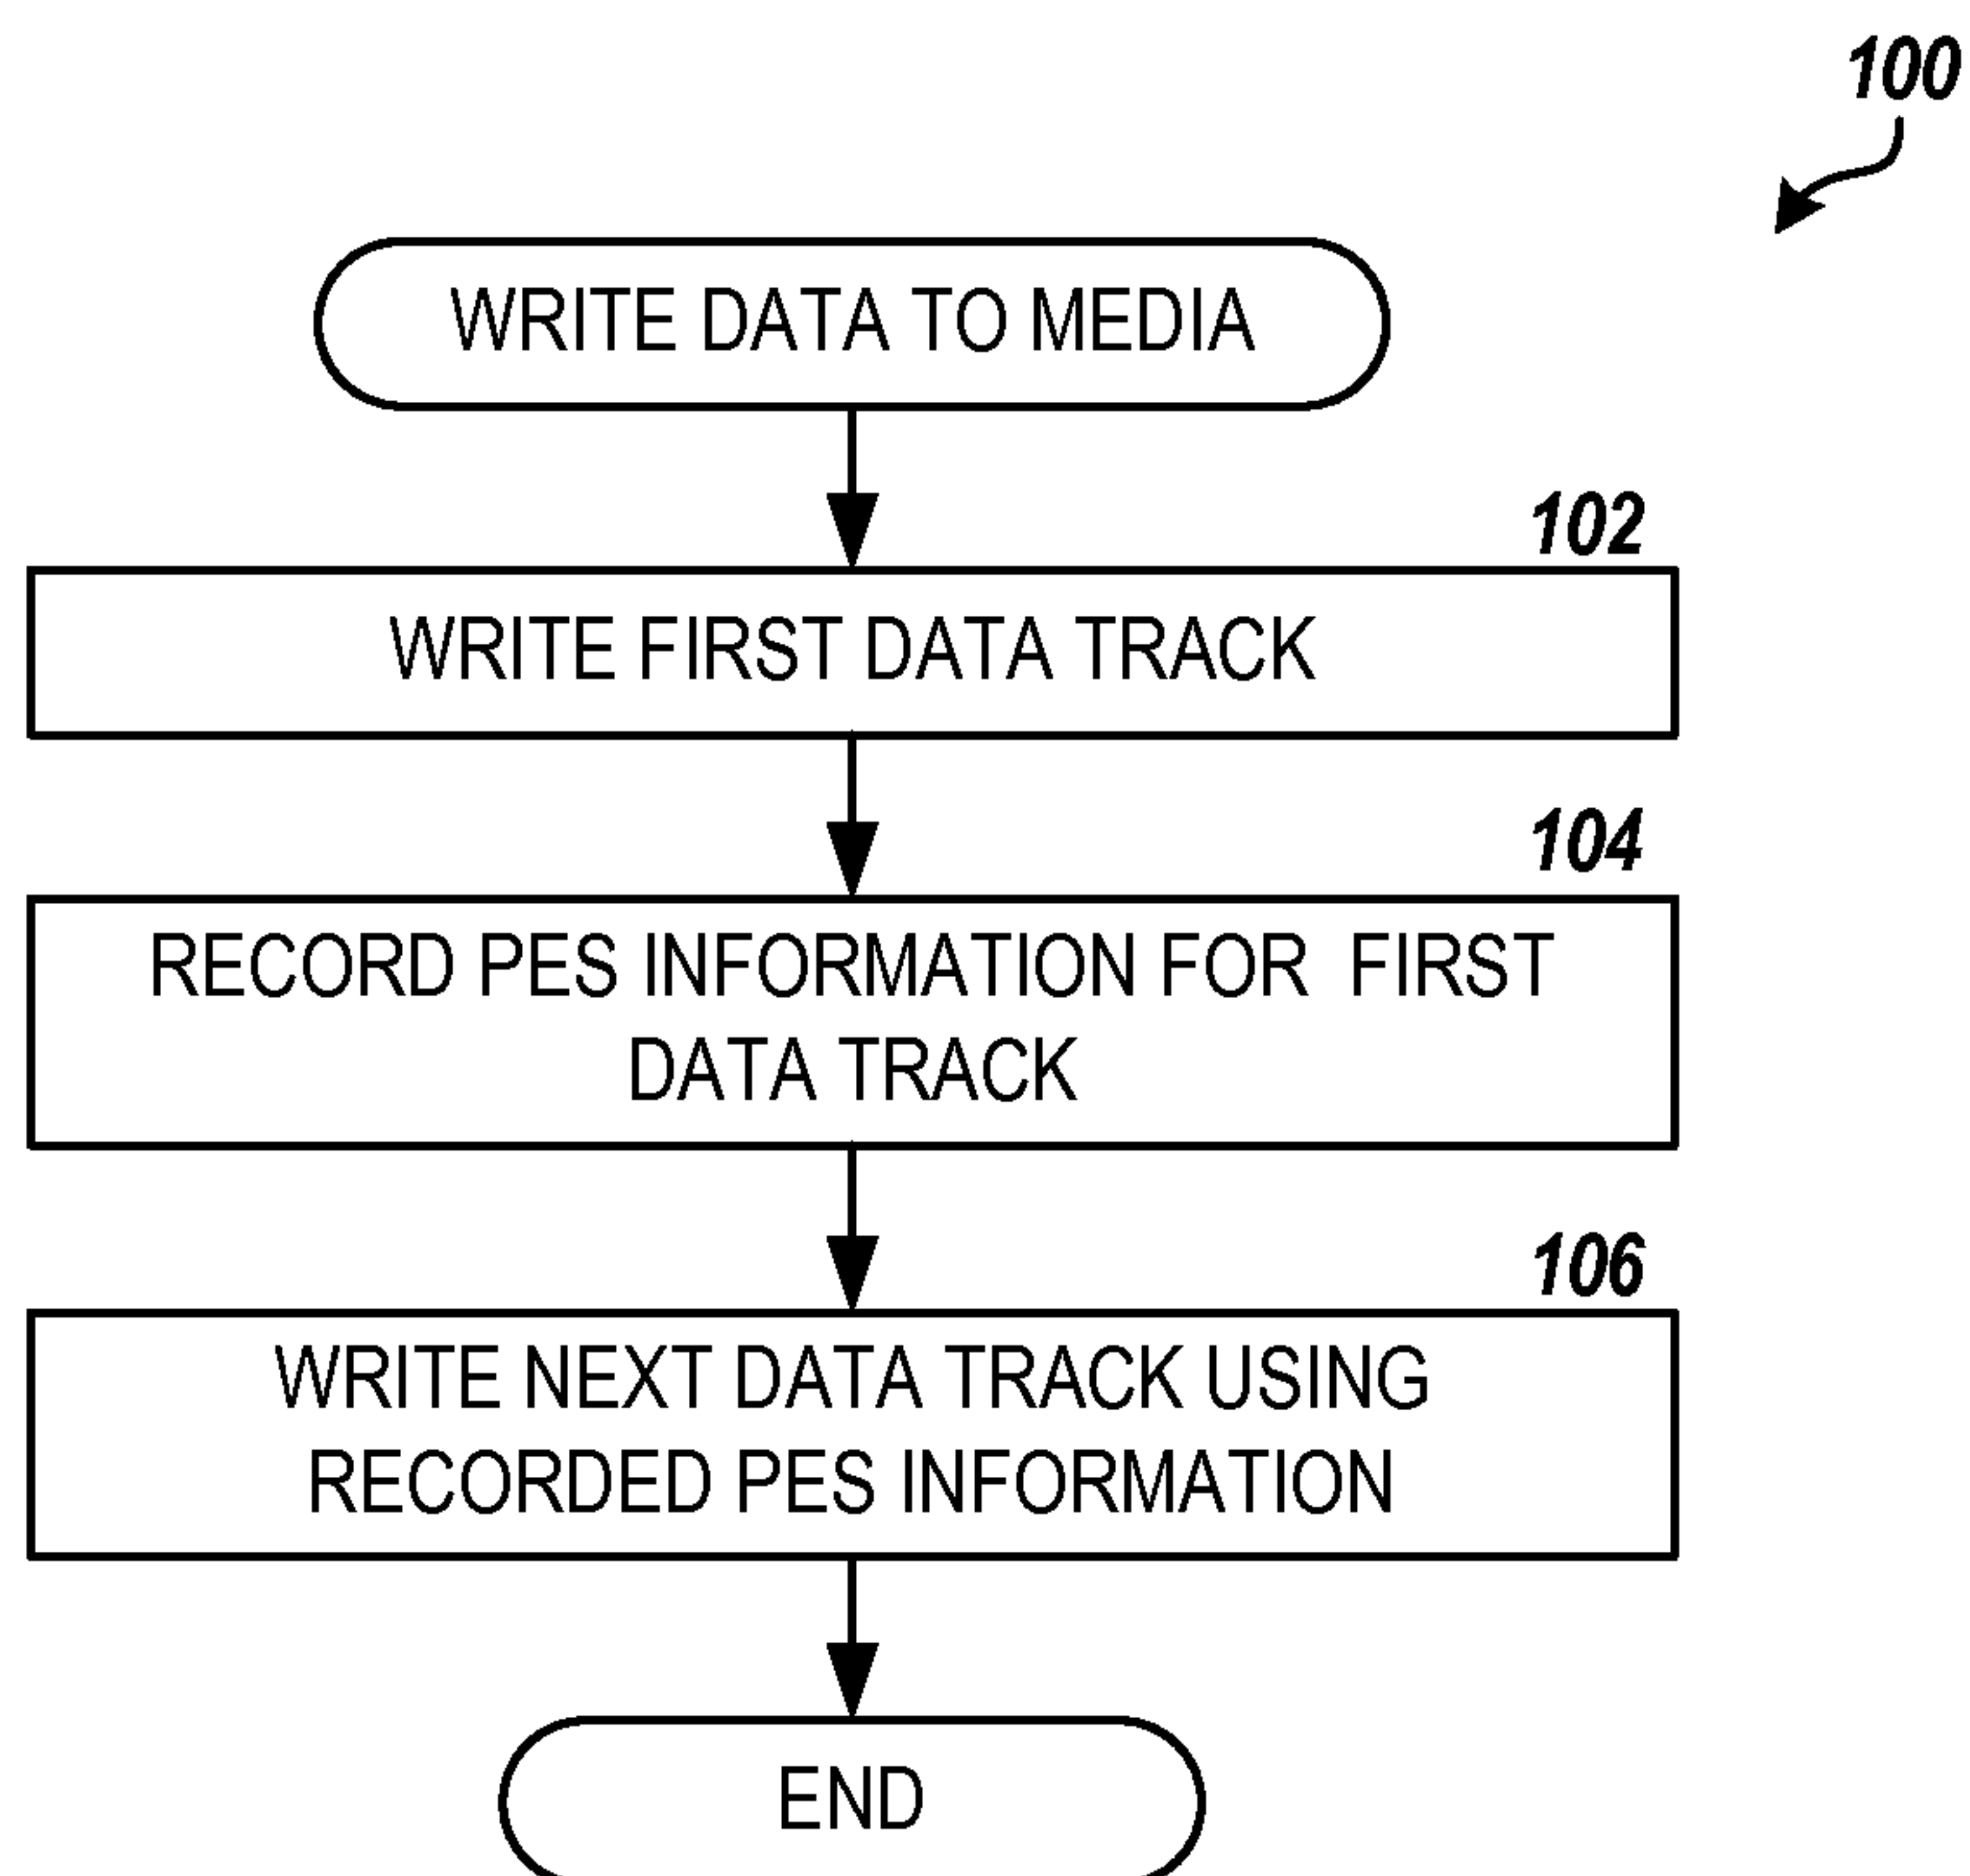 100
WRITE DATA TO MEDIA
102
WRITE FIRST DATA TRACK
104
RECORD PES INFORMATION FOR FIRST
DATA TRACK
106
WRITE NEXT DATA TRACK USING
RECORDED PES INFORMATION
END